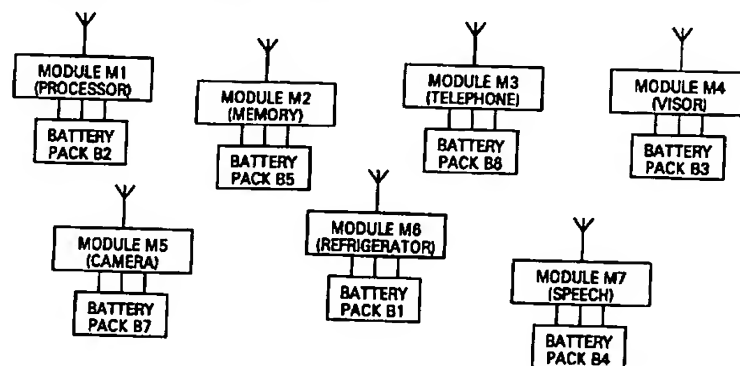 MODULE M1
(PROCESSOR)
BATTERY
PACK B2
MODULE M2
(MEMORY)
BATTERY
PACK B5
MODULE M3
(TELEPHONE)
BATTERY
PACK B8
MODULE M4
(VISOR)
BATTERY
PACK B3
MODULE M5
(CAMERA)
BATTERY
PACK B7
MODULE M6
(REFRIGERATOR)
BATTERY
PACK B1
MODULE M7
(SPEECH)
BATTERY
PACK B4